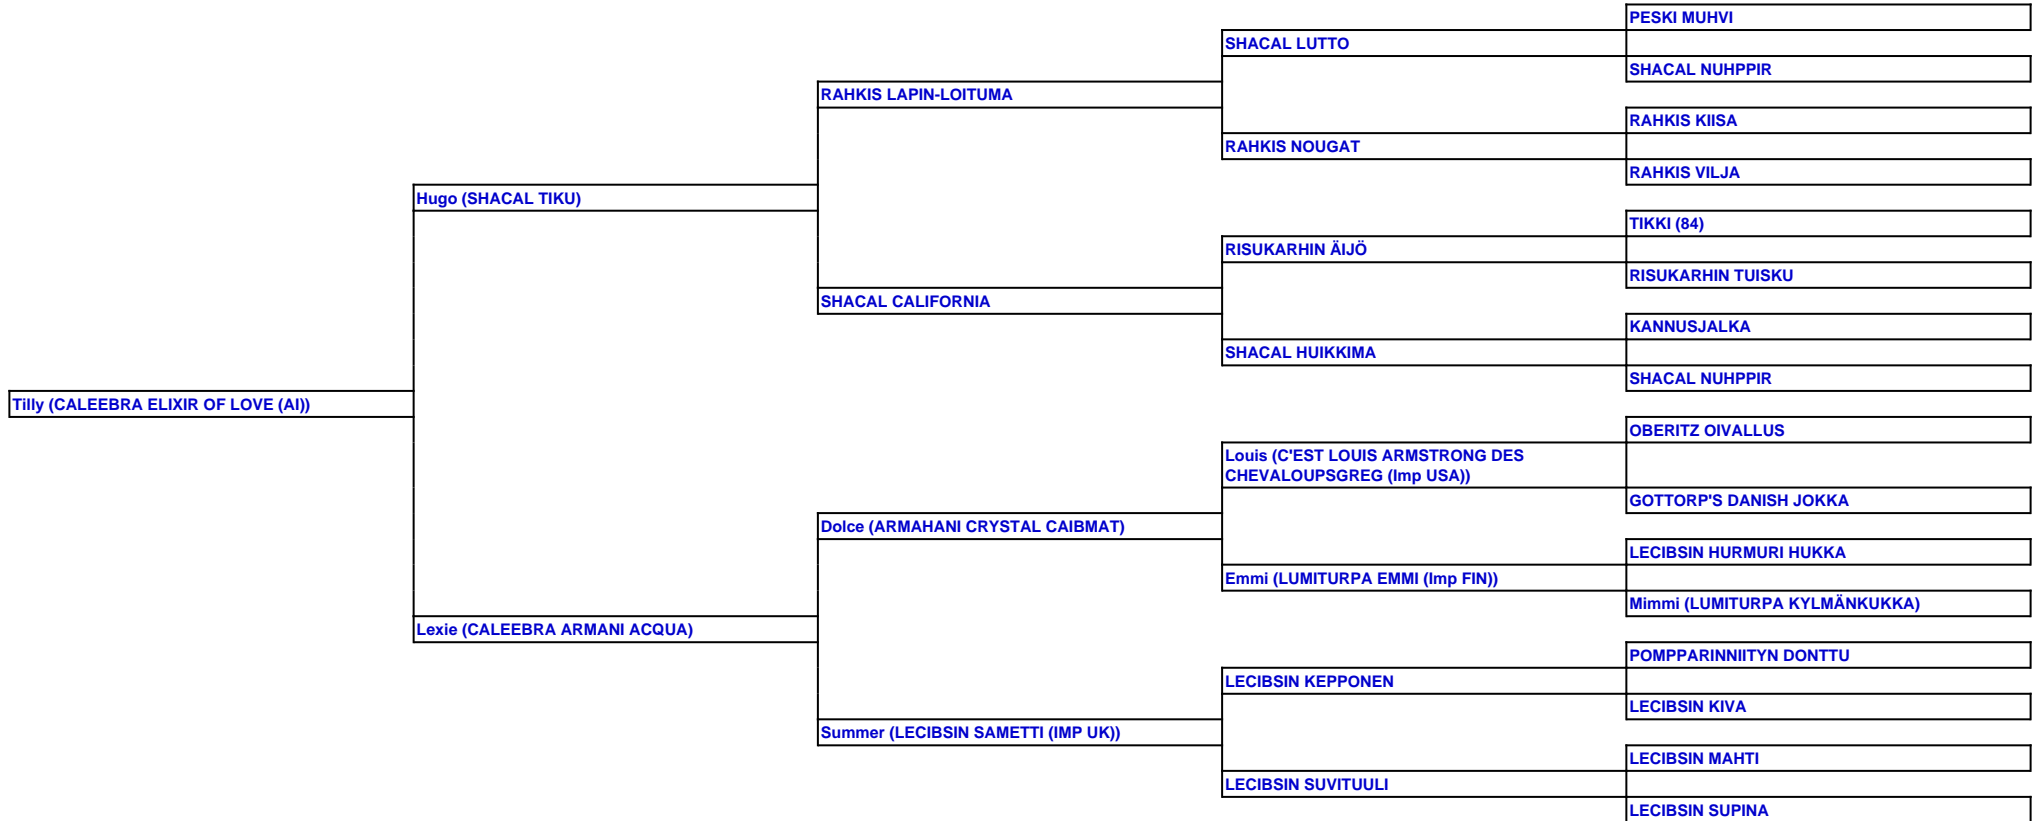 PESKI MUHVI
SHACAL LUTTO
SHACAL NUHPPIR
RAHKIS LAPIN-LOITUMA
RAHKIS KIISA
RAHKIS NOUGAT
RAHKIS VILJA
Hugo (SHACAL TIKU)
TIKKI (84)
RISUKARHIN ÄIJÖ
RISUKARHIN TUISKU
SHACAL CALIFORNIA
KANNUSJALKA
SHACAL HUIKKIMA
SHACAL NUHPPIR
Tilly (CALEEBRA ELIXIR OF LOVE (AI))
OBERITZ OIVALLUS
Louis (C'EST LOUIS ARMSTRONG DES
CHEVALOUPSGREG (Imp USA))
GOTTORP'S DANISH JOKKA
Dolce (ARMAHANI CRYSTAL CAIBMAT)
LECIBSIN HURMURI HUKKA
Emmi (LUMITURPA EMMI (Imp FIN))
Mimmi (LUMITURPA KYLMÄNKUKKA)
Lexie (CALEEBRA ARMANI ACQUA)
POMPPARINNIITYN DONTTU
LECIBSIN KEPPONEN
LECIBSIN KIVA
Summer (LECIBSIN SAMETTI (IMP UK))
LECIBSIN MAHTI
LECIBSIN SUVITUULI
LECIBSIN SUPINA